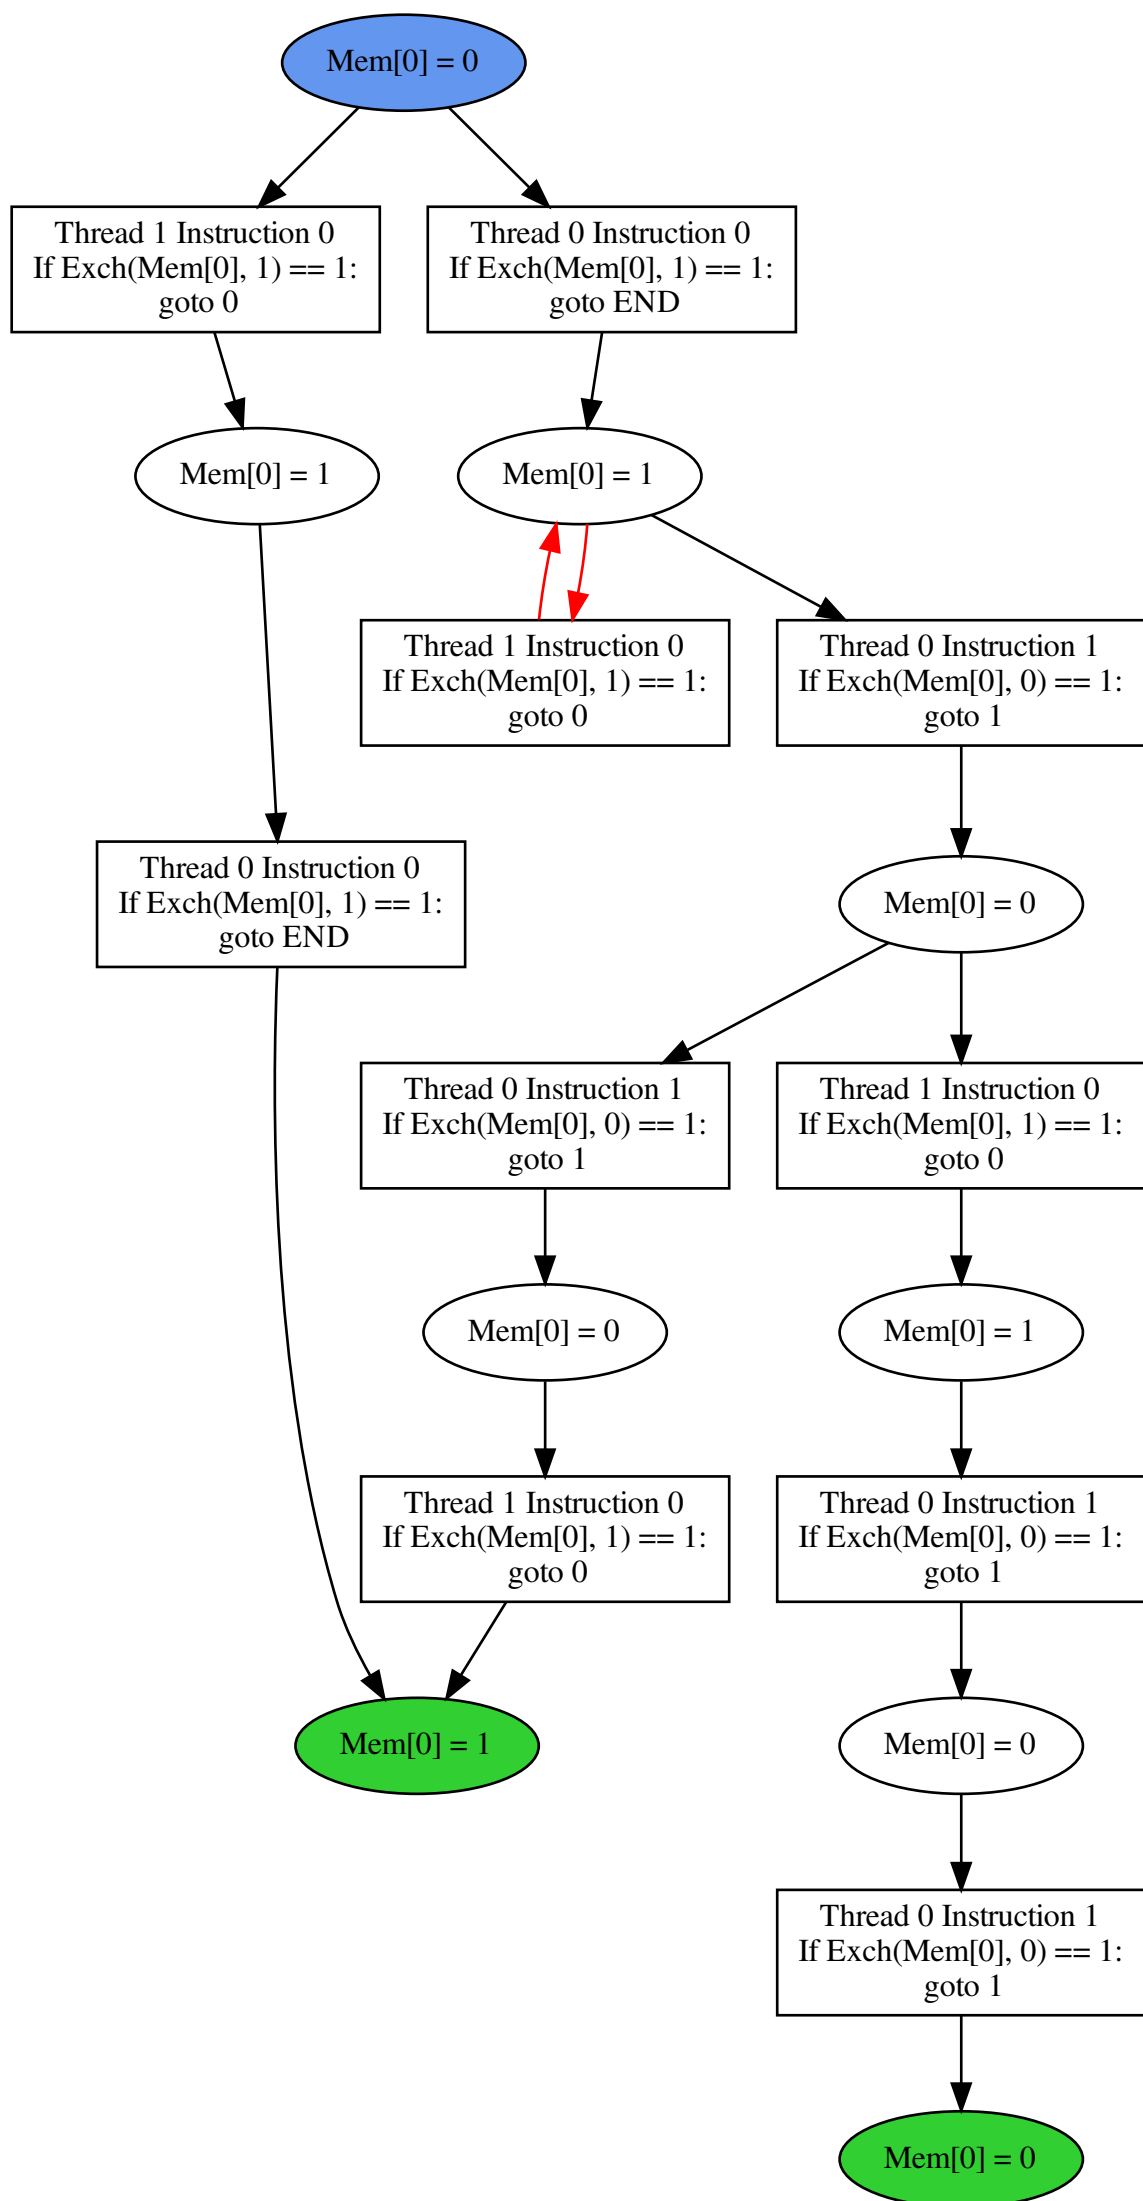 Mem[0] = 0
Thread 1 Instruction 0
If Exch(Mem[0], 1) == 1:
goto 0
Thread 0 Instruction 0
If Exch(Mem[0], 1) == 1:
goto END
Mem[0] = 1
Mem[0] = 1
Thread 1 Instruction 0
If Exch(Mem[0], 1) == 1:
goto 0
Thread 0 Instruction 1
If Exch(Mem[0], 0) == 1:
goto 1
Thread 0 Instruction 0
If Exch(Mem[0], 1) == 1:
goto END
Mem[0] = 0
Thread 0 Instruction 1
If Exch(Mem[0], 0) == 1:
goto 1
Thread 1 Instruction 0
If Exch(Mem[0], 1) == 1:
goto 0
Mem[0] = 0
Mem[0] = 1
Thread 1 Instruction 0
If Exch(Mem[0], 1) == 1:
goto 0
Thread 0 Instruction 1
If Exch(Mem[0], 0) == 1:
goto 1
Mem[0] = 1
Mem[0] = 0
Thread 0 Instruction 1
If Exch(Mem[0], 0) == 1:
goto 1
Mem[0] = 0